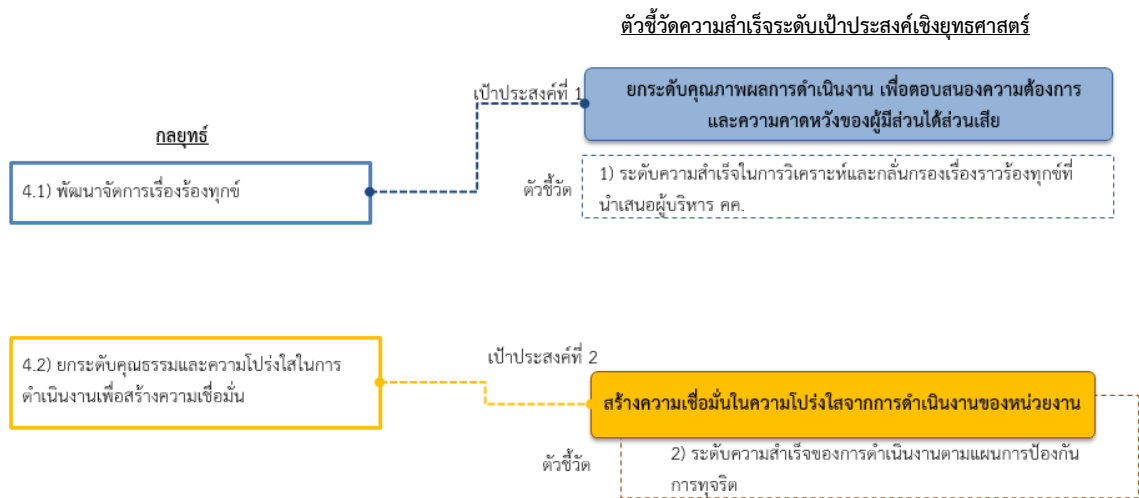 ตัวชี้วัดความสำเร็จระดับเป้าประสงค์เชิงยุทธศาสตร์
เป้าประสงค์ที่ 1
ยกระดับคุณภาพผลการดำเนินงาน เพื่อตอบสนองความต้องการ
และความคาดหวังของผู้มีส่วนได้ส่วนเสีย
กลยุทธ์
4.1) พัฒนาจัดการเรื่องร้องทุกข์
ตัวชี้วัด
1) ระดับความสำเร็จในการวิเคราะห์และกลั่นกรองเรื่องราวร้องทุกข์ที่
นำเสนอผู้บริหาร คค.
4.2) ยกระดับคุณธรรมและความโปร่งใสในการ
ดำเนินงานเพื่อสร้างความเชื่อมั่น
เป้าประสงค์ที่ 2
สร้างความเชื่อมั่นในความโปร่งใสจากการดำเนินงานของหน่วยงาน
ตัวชี้วัด
2) ระดับความสำเร็จของการดำเนินงานตามแผนการป้องกัน
การทุจริต